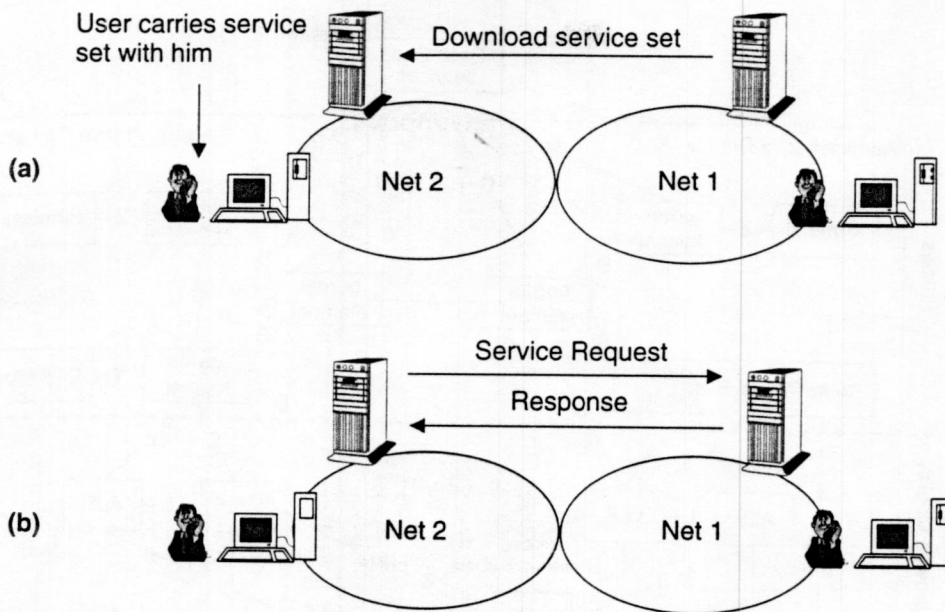 User carries service
set with him
Download service set
(a)
Net 2
Net 1
Service Request
Response
(b)
Net 2
Net 1